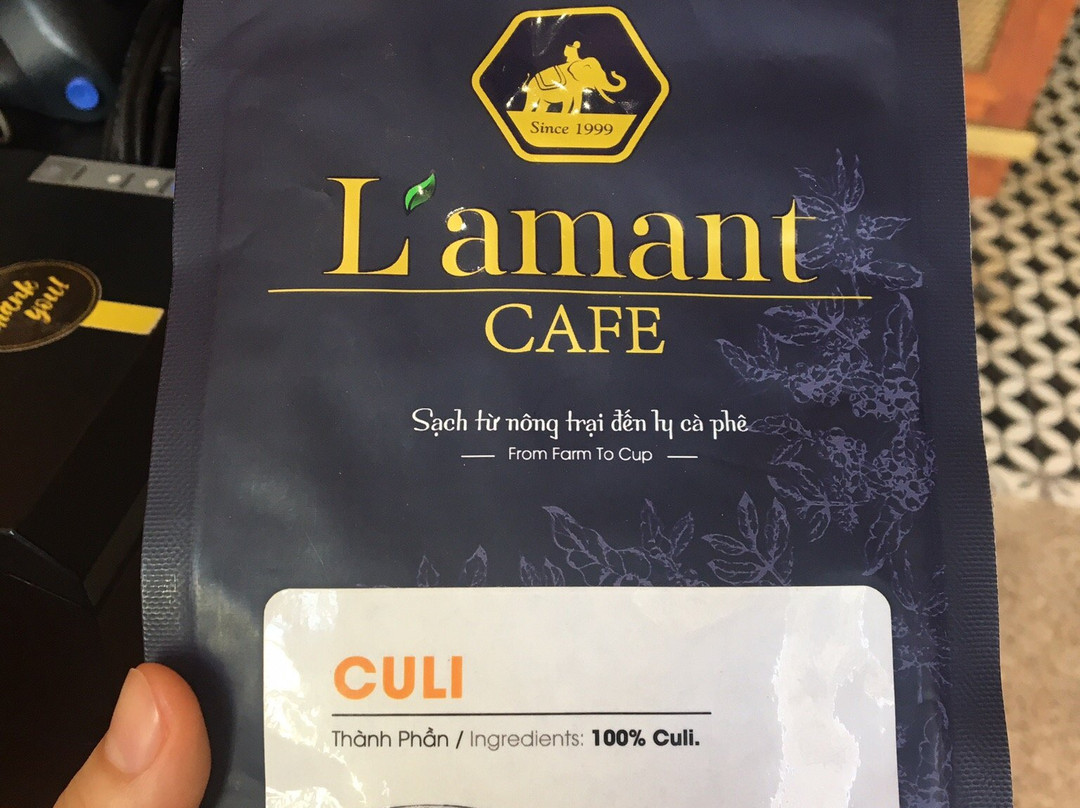 Since 1999
L'amant
CAFE
Sạch từ nông trại đến ly cà phê
From Farm To Cup
CULI
Thành Phần / Ingredients: 100% Culi.
you!